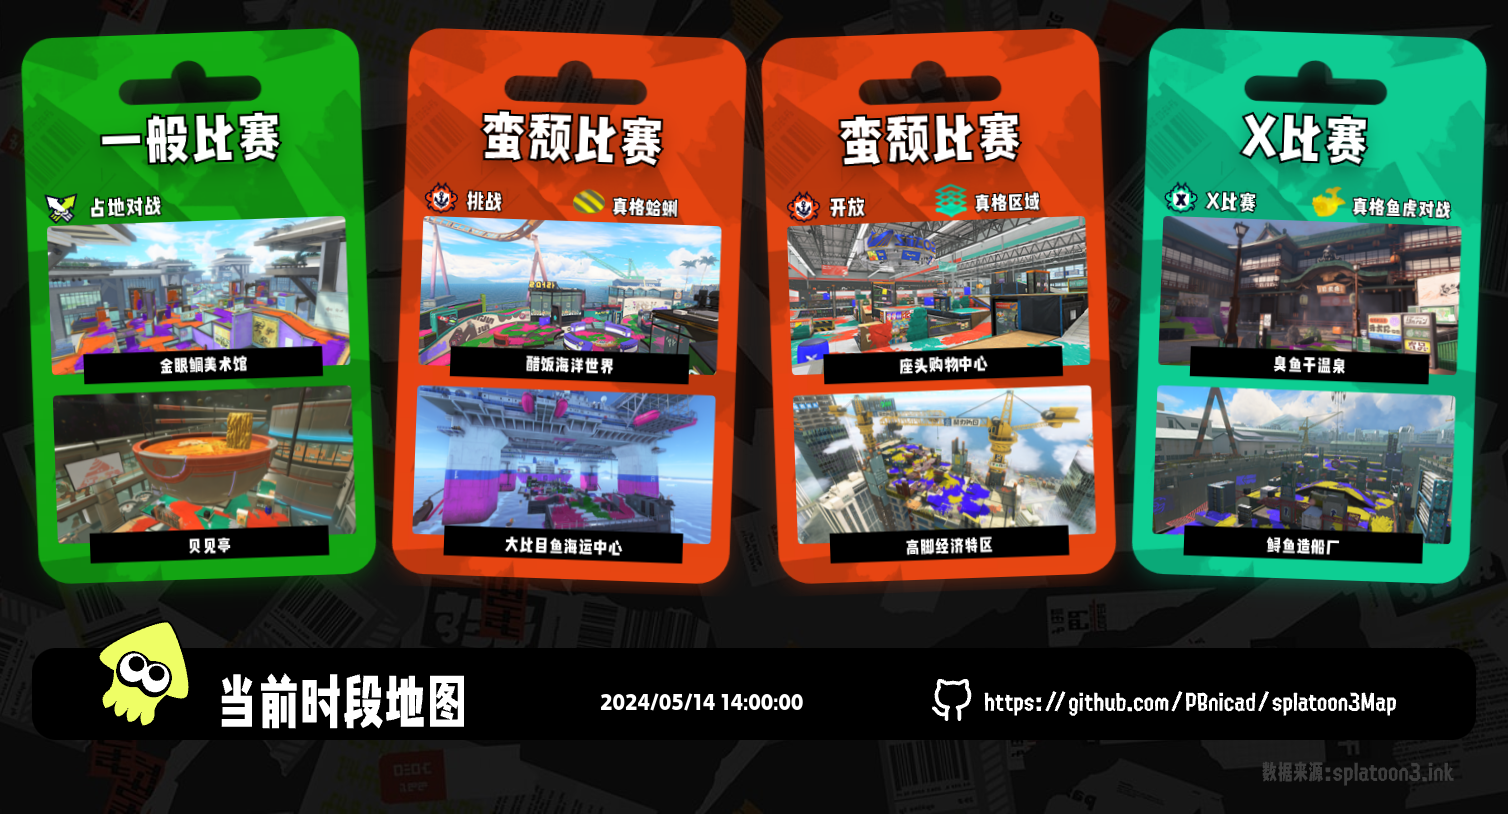 一般比赛
占地对战
金眼鲷美术馆
贝贝亭
蛮颓比赛
挑战
真格蛤蜊
醋饭海洋世界
大比目鱼海运中心
蛮颓比赛
开放
真格区域
座头购物中心
高脚经济特区
X比赛
X比赛
真格鱼虎对战
臭鱼干温泉
鲟鱼造船厂
当前时段地图
2024/05/14 14:00:00
https://github.com/PBnicad/splatoon3Map
数据来源:splatoon3.ink